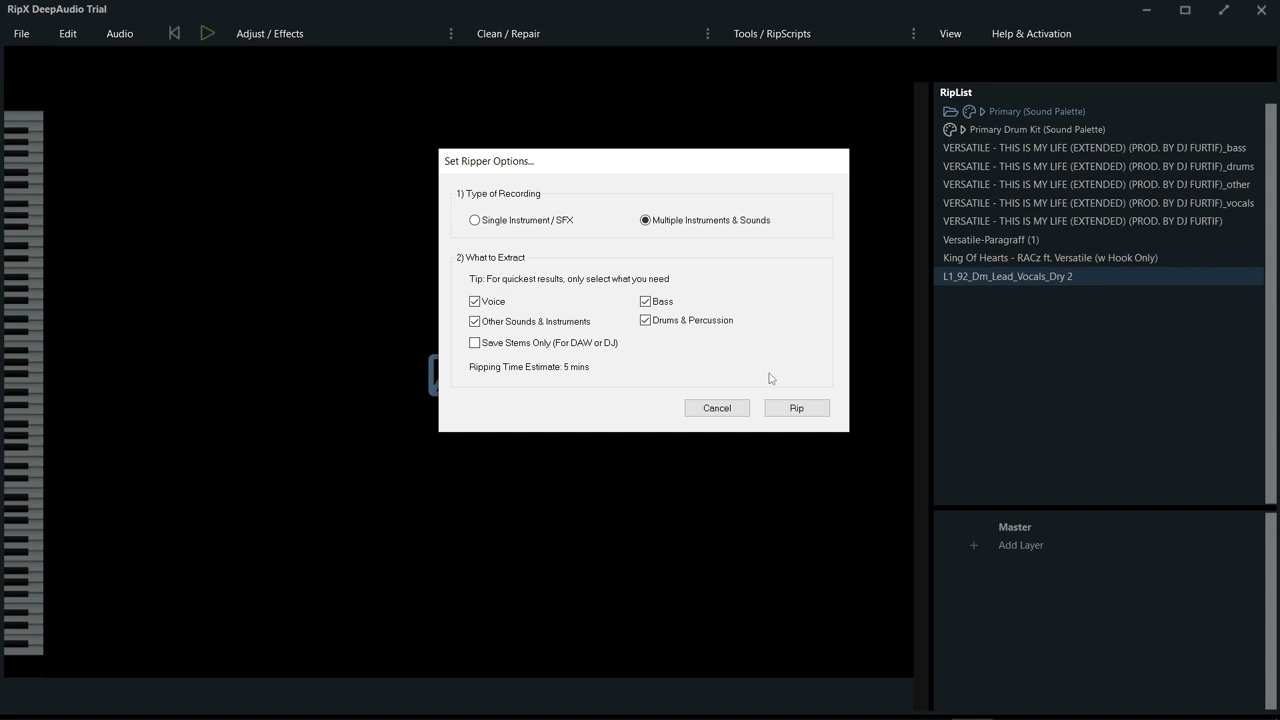 RipX DeepAudio Trial
File Edit Audio Adjust / Effects Clean / Repair Tools / RipScripts View Help & Activation
RipList
Primary (Sound Palette)
Primary Drum Kit (Sound Palette)
VERSATILE - THIS IS MY LIFE (EXTENDED) (PROD. BY DJ FURTIF)_bass
VERSATILE - THIS IS MY LIFE (EXTENDED) (PROD. BY DJ FURTIF)_drums
VERSATILE - THIS IS MY LIFE (EXTENDED) (PROD. BY DJ FURTIF)_other
VERSATILE - THIS IS MY LIFE (EXTENDED) (PROD. BY DJ FURTIF)_vocals
VERSATILE - THIS IS MY LIFE (EXTENDED) (PROD. BY DJ FURTIF)
Versatile-Paragraff (1)
King Of Hearts - RACz ft. Versatile (w Hook Only)
L1_92_Dm_Lead_Vocals_Dry 2
Set Ripper Options...
1) Type of Recording
Single Instrument / SFX Multiple Instruments & Sounds
2) What to Extract
Tip: For quickest results, only select what you need
Voice Bass
Other Sounds & Instruments Drums & Percussion
Save Stems Only (For DAW or DJ)
Ripping Time Estimate: 5 mins
Cancel Rip
Master
+ Add Layer